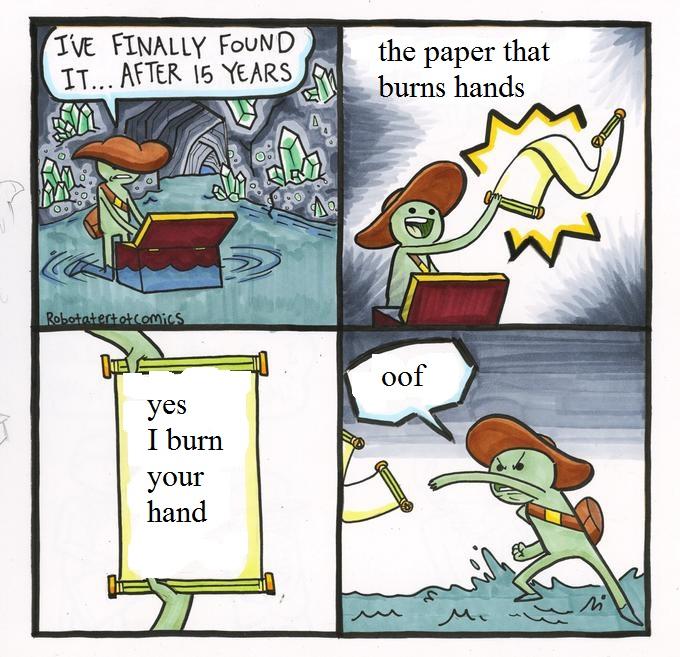 I'VE FINALLY FOUND
IT... AFTER 15 YEARS
Robotatertotcomics
the paper that
burns hands
yes
I burn
your
hand
oof